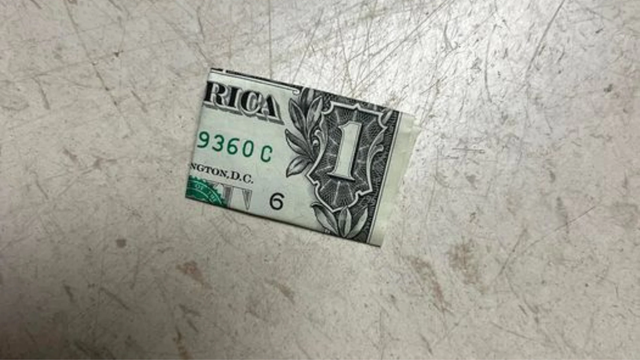 RICA
1
9360 C
NGTON, D.C.
6